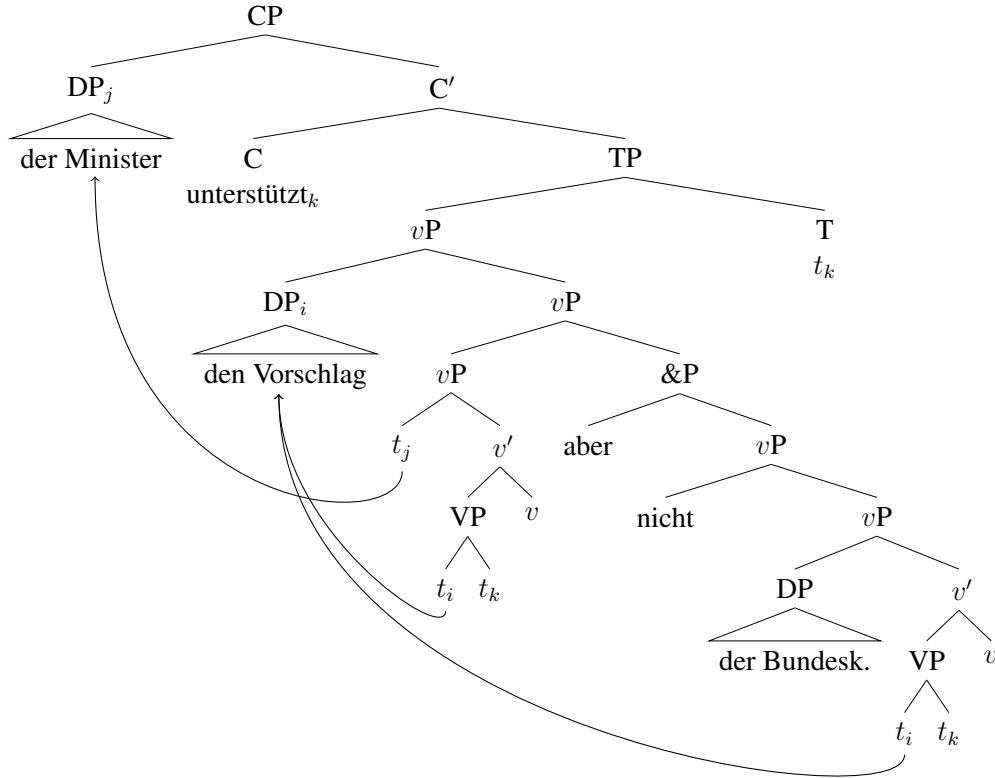 CP
DPⱼ C′
der Minister C TP
unterstütztₖ
vP T
tₖ
DPᵢ vP
den Vorschlag vP &P
tⱼ v′ aber vP
VP v nicht vP
tᵢ tₖ DP v′
der Bundesk. VP v
tᵢ tₖ